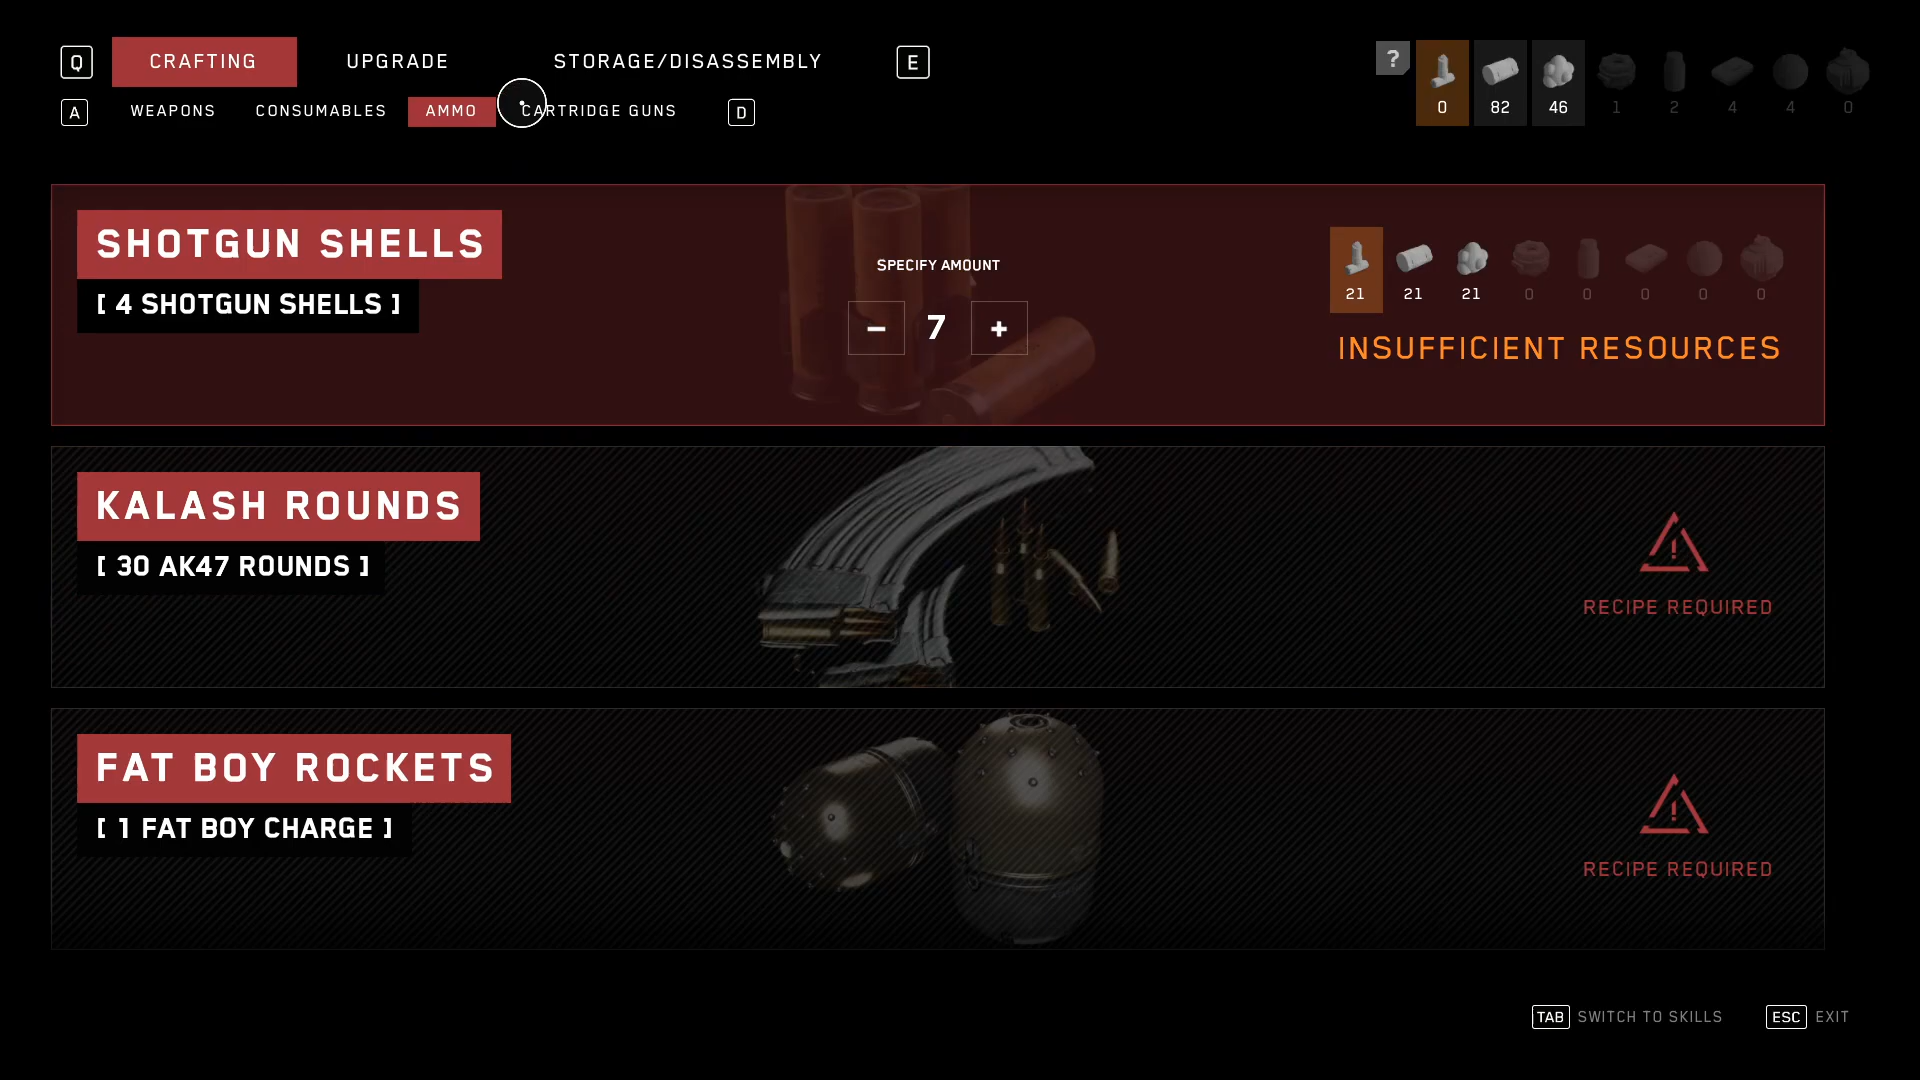 Q CRAFTING UPGRADE STORAGE/DISASSEMBLY E
A WEAPONS CONSUMABLES AMMO CARTRIDGE GUNS D
?
0 82 46 1 2 4 4 0
SHOTGUN SHELLS
[ 4 SHOTGUN SHELLS ]
SPECIFY AMOUNT
− 7 +
21 21 21 0 0 0 0 0
INSUFFICIENT RESOURCES
KALASH ROUNDS
[ 30 AK47 ROUNDS ]
RECIPE REQUIRED
FAT BOY ROCKETS
[ 1 FAT BOY CHARGE ]
RECIPE REQUIRED
TAB SWITCH TO SKILLS ESC EXIT